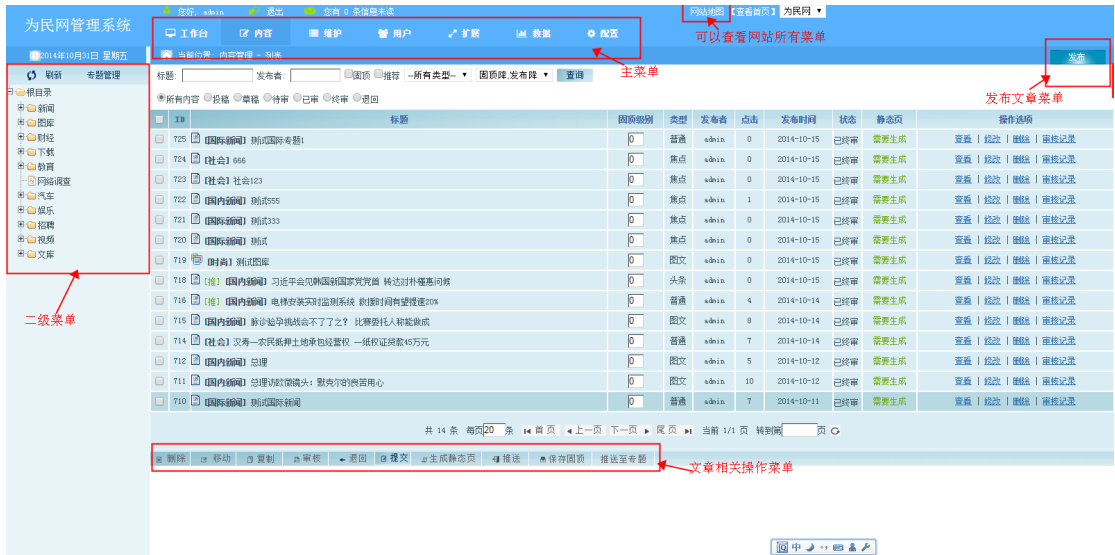 为民网管理系统
您好, admin 退出 您有 0 条信息未读 网站地图 【查看首页】 为民网
工作台 内容 维护 用户 扩展 数据 配置
可以查看网站所有菜单
2014年10月31日 星期五
当前位置: 内容管理 - 列表
发布
主菜单
刷新 专题管理
标题: 发布者: 固顶 推荐 --所有类型-- 固顶降,发布降 查询
发布文章菜单
所有内容 投稿 草稿 待审 已审 终审 退回
根目录
新闻
图库
财经
下载
教育
网络调查
汽车
娱乐
招聘
视频
文库
二级菜单
ID 标题 固顶级别 类型 发布者 点击 发布时间 状态 静态页 操作选项
725 [国际新闻] 测试国际专题1 0 普通 admin 0 2014-10-15 已终审 需要生成 查看 | 修改 | 删除 | 审核记录
724 [社会] 666 0 焦点 admin 0 2014-10-15 已终审 需要生成 查看 | 修改 | 删除 | 审核记录
723 [社会] 社会123 0 焦点 admin 0 2014-10-15 已终审 需要生成 查看 | 修改 | 删除 | 审核记录
722 [国内新闻] 测试555 0 焦点 admin 1 2014-10-15 已终审 需要生成 查看 | 修改 | 删除 | 审核记录
721 [国际新闻] 测试333 0 焦点 admin 0 2014-10-15 已终审 需要生成 查看 | 修改 | 删除 | 审核记录
720 [国际新闻] 测试 0 焦点 admin 0 2014-10-15 已终审 需要生成 查看 | 修改 | 删除 | 审核记录
719 [时尚] 测试图库 0 图文 admin 0 2014-10-15 已终审 需要生成 查看 | 修改 | 删除 | 审核记录
718 [推] [国内新闻] 习近平会见韩国新国家党党首 转达对朴槿惠问候 0 头条 admin 0 2014-10-15 已终审 需要生成 查看 | 修改 | 删除 | 审核记录
716 [推] [国内新闻] 电梯安装实时监测系统 救援时间有望提速20% 0 普通 admin 4 2014-10-14 已终审 需要生成 查看 | 修改 | 删除 | 审核记录
715 [国内新闻] 脉诊验孕挑战会不了了之? 比赛委托人称能做成 0 图文 admin 8 2014-10-14 已终审 需要生成 查看 | 修改 | 删除 | 审核记录
714 [社会] 汉寿一农民抵押土地承包经营权 一纸权证贷款45万元 0 普通 admin 7 2014-10-14 已终审 需要生成 查看 | 修改 | 删除 | 审核记录
712 [国内新闻] 总理 0 图文 admin 5 2014-10-12 已终审 需要生成 查看 | 修改 | 删除 | 审核记录
711 [国内新闻] 总理访欧微镜头: 默克尔的良苦用心 0 图文 admin 10 2014-10-12 已终审 需要生成 查看 | 修改 | 删除 | 审核记录
710 [国际新闻] 测试国际新闻 0 普通 admin 7 2014-10-11 已终审 需要生成 查看 | 修改 | 删除 | 审核记录
共 14 条 每页20 条 首 页 上一页 下一页 尾 页 当前 1/1 页 转到第 页 G
删除 移动 复制 审核 退回 提交 生成静态页 推送 保存固顶 推送至专题
文章相关操作菜单
中